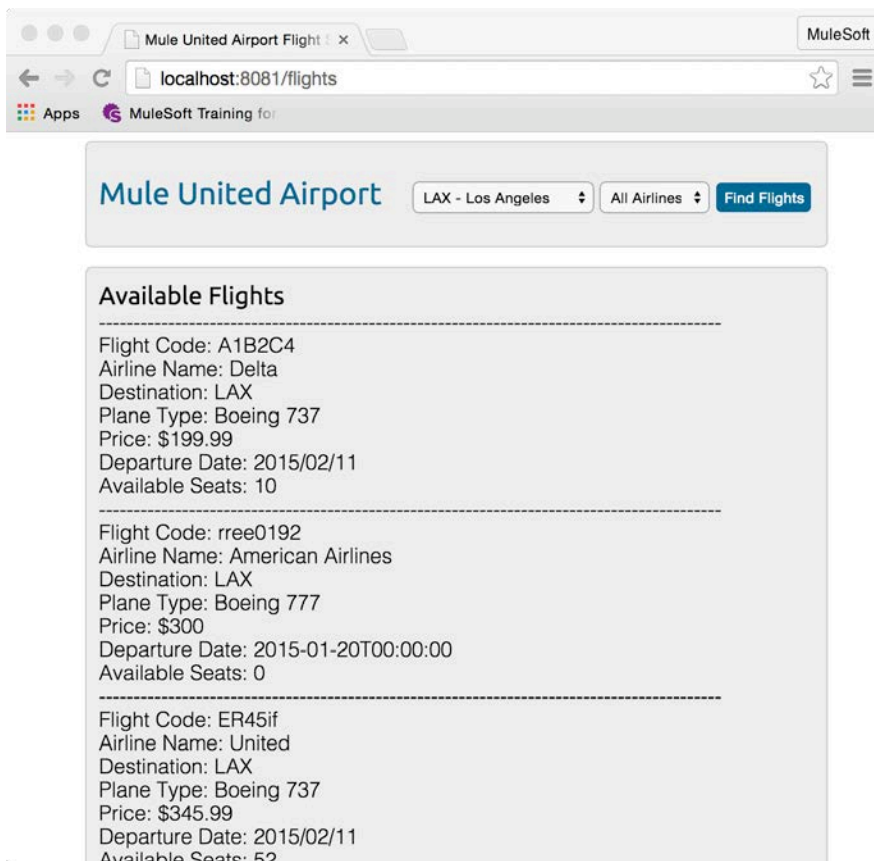 Mule United Airport Flight
MuleSoft
localhost:8081/flights
Apps MuleSoft Training for
Mule United Airport LAX - Los Angeles All Airlines Find Flights
Available Flights
Flight Code: A1B2C4
Airline Name: Delta
Destination: LAX
Plane Type: Boeing 737
Price: $199.99
Departure Date: 2015/02/11
Available Seats: 10
Flight Code: rree0192
Airline Name: American Airlines
Destination: LAX
Plane Type: Boeing 777
Price: $300
Departure Date: 2015-01-20T00:00:00
Available Seats: 0
Flight Code: ER45if
Airline Name: United
Destination: LAX
Plane Type: Boeing 737
Price: $345.99
Departure Date: 2015/02/11
Available Seats: 52